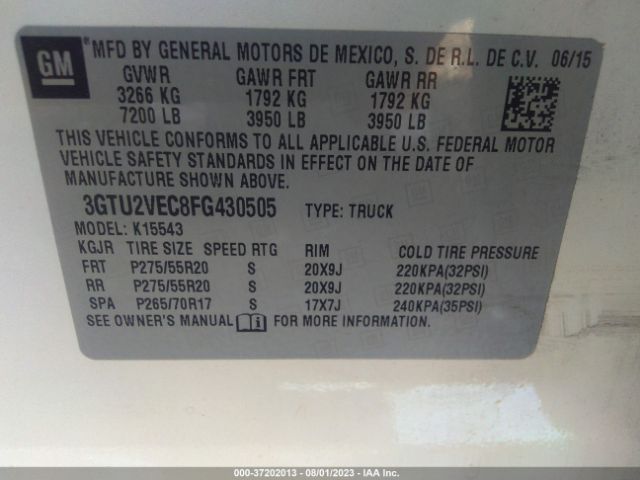 GM
® MFD BY GENERAL MOTORS DE MEXICO, S. DE R.L. DE C.V. 06/15
GVWR GAWR FRT GAWR RR
3266 KG 1792 KG 1792 KG
7200 LB 3950 LB 3950 LB
THIS VEHICLE CONFORMS TO ALL APPLICABLE U.S. FEDERAL MOTOR
VEHICLE SAFETY STANDARDS IN EFFECT ON THE DATE OF
MANUFACTURE SHOWN ABOVE.
3GTU2VEC8FG430505 TYPE: TRUCK
MODEL: K15543
KGJR TIRE SIZE SPEED RTG RIM COLD TIRE PRESSURE
FRT P275/55R20 S 20X9J 220KPA(32PSI)
RR P275/55R20 S 20X9J 220KPA(32PSI)
SPA P265/70R17 S 17X7J 240KPA(35PSI)
SEE OWNER'S MANUAL FOR MORE INFORMATION.
000-37202013 - 08/01/2023 - IAA Inc.